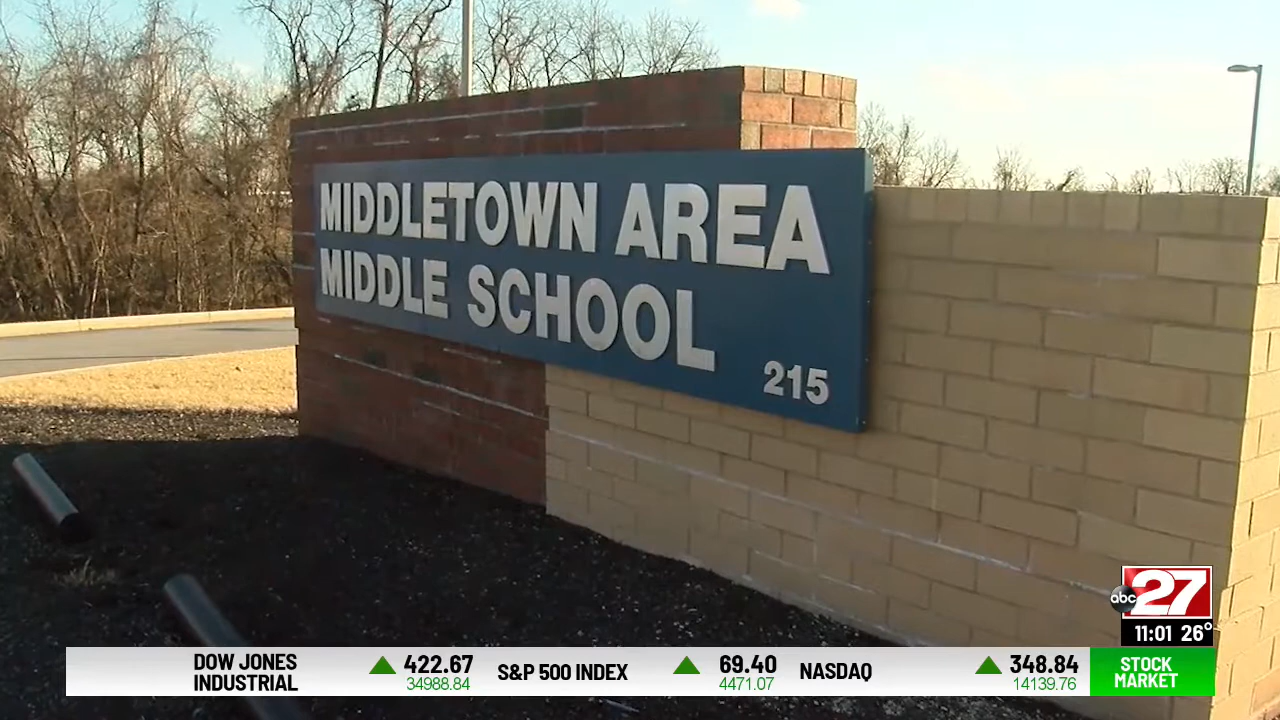 MIDDLETOWN AREA
MIDDLE SCHOOL
215
abc 27
11:01 26°
DOW JONES INDUSTRIAL
422.67
34988.84
S&P 500 INDEX
69.40
4471.07
NASDAQ
348.84
14139.76
STOCK MARKET